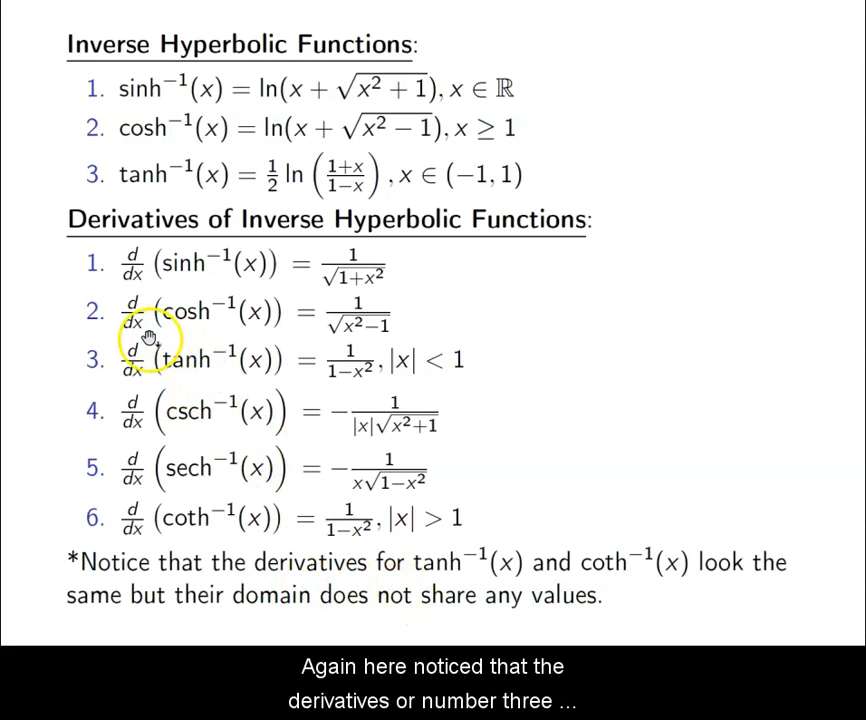 Inverse Hyperbolic Functions:
1. sinh⁻¹(x) = ln(x + √(x² + 1)), x ∈ ℝ
2. cosh⁻¹(x) = ln(x + √(x² − 1)), x ≥ 1
3. tanh⁻¹(x) = 1/2 ln((1+x)/(1−x)), x ∈ (−1, 1)
Derivatives of Inverse Hyperbolic Functions:
1. d/dx (sinh⁻¹(x)) = 1/√(1+x²)
2. d/dx (cosh⁻¹(x)) = 1/√(x²−1)
3. d/dx (tanh⁻¹(x)) = 1/(1−x²), |x| < 1
4. d/dx (csch⁻¹(x)) = −1/(|x|√(x²+1))
5. d/dx (sech⁻¹(x)) = −1/(x√(1−x²))
6. d/dx (coth⁻¹(x)) = 1/(1−x²), |x| > 1
*Notice that the derivatives for tanh⁻¹(x) and coth⁻¹(x) look the
same but their domain does not share any values.
Again here noticed that the
derivatives or number three ...